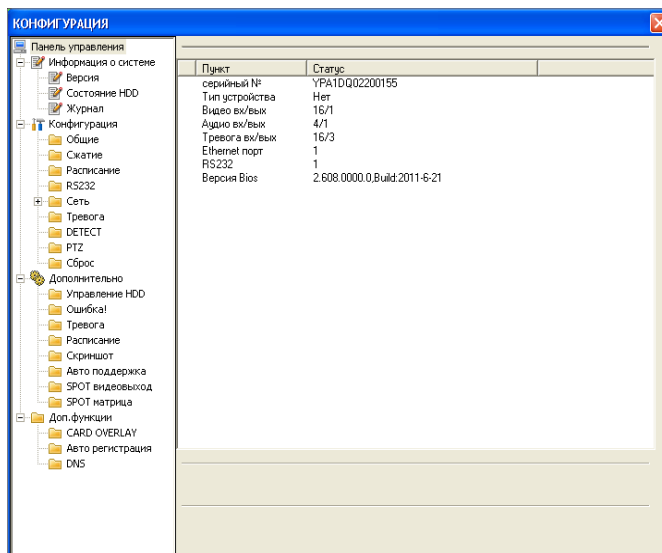 КОНФИГУРАЦИЯ
Панель управления
Информация о системе
Версия
Состояние HDD
Журнал
Конфигурация
Общие
Сжатие
Расписание
RS232
Сеть
Тревога
DETECT
PTZ
Сброс
Дополнительно
Управление HDD
Ошибка!
Тревога
Расписание
Скриншот
Авто поддержка
SPOT видеовыход
SPOT матрица
Доп.функции
CARD OVERLAY
Авто регистрация
DNS
Пункт Статус
серийный № YPA1DQ02200155
Тип устройства Нет
Видео вх/вых 16/1
Аудио вх/вых 4/1
Тревога вх/вых 16/3
Ethernet порт 1
RS232 1
Версия Bios 2.608.0000.0,Build:2011-6-21